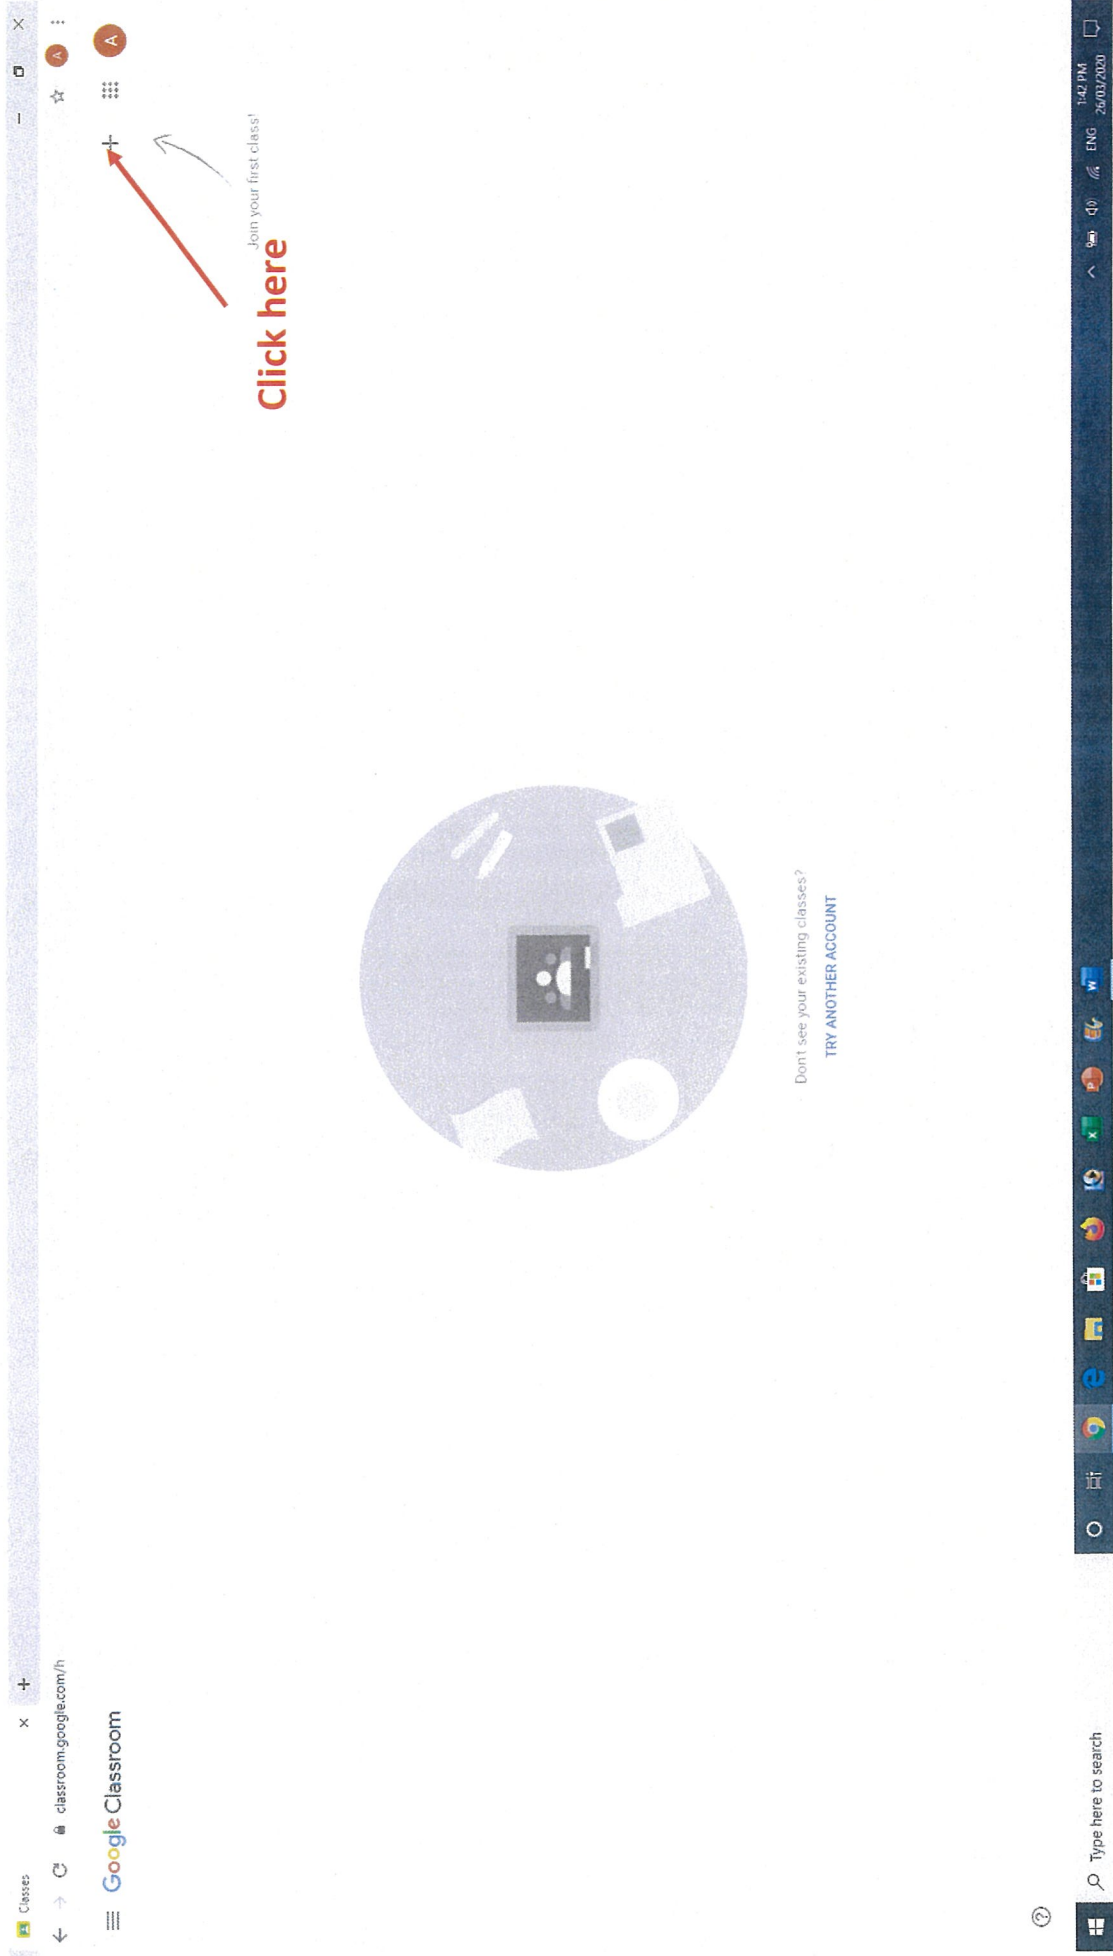 Classes
classroom.google.com/h
A
Google Classroom
A
Join your first class!
Click here
Don't see your existing classes?
TRY ANOTHER ACCOUNT
Type here to search
ENG
1:42 PM
26/03/2020